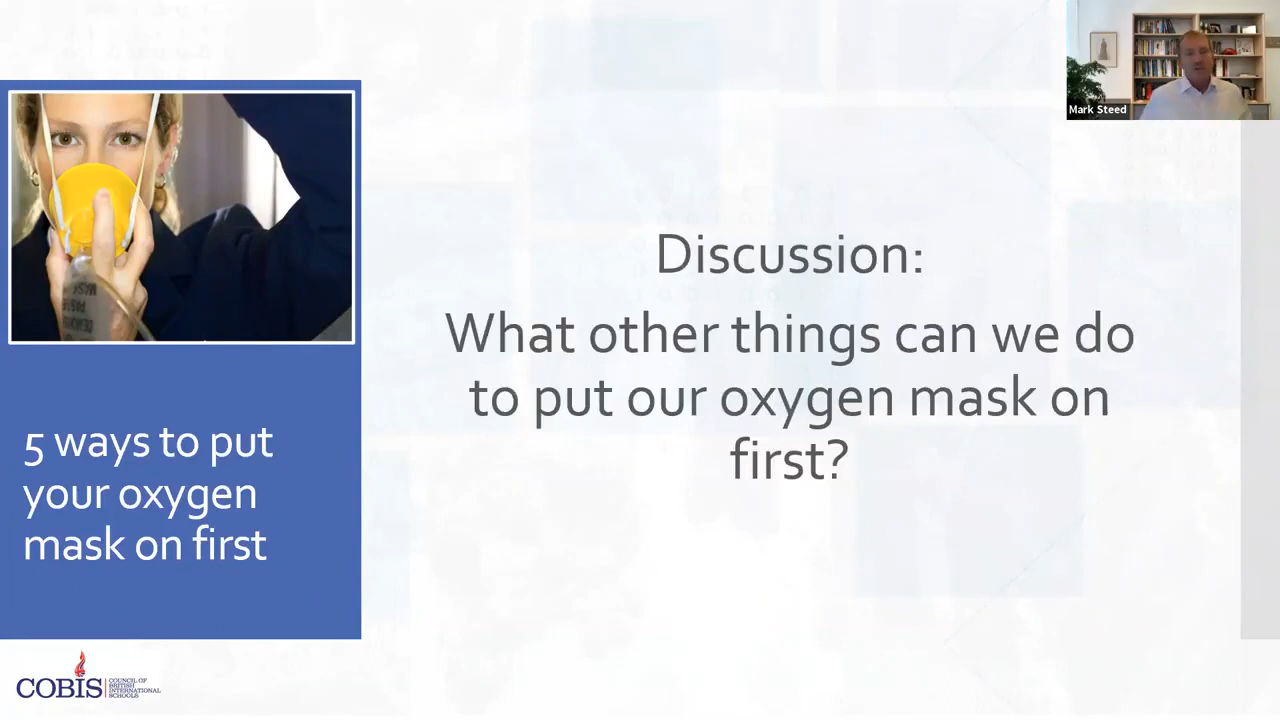 Mark Steed
Discussion:
What other things can we do
to put our oxygen mask on
first?
5 ways to put
your oxygen
mask on first
COBIS
COUNCIL OF
BRITISH
INTERNATIONAL
SCHOOLS